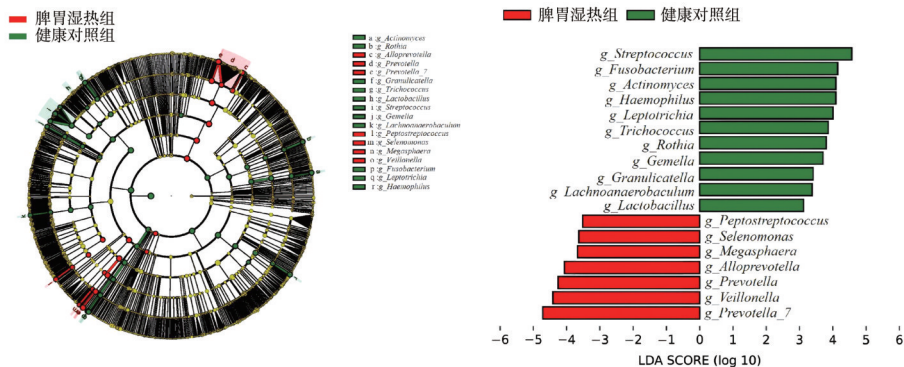 脾胃湿热组
健康对照组
a :g_Actinomyces
b :g_Rothia
c :g_Alloprevotella
d :g_Prevotella
e :g_Prevotella_7
f :g_Granulicatella
g :g_Trichococcus
h :g_Lactobacillus
i :g_Streptococcus
j :g_Gemella
k :g_Lachnoanaerobaculum
l :g_Peptostreptococcus
m :g_Selenomonas
n :g_Megasphaera
o :g_Veillonella
p :g_Fusobacterium
q :g_Leptotrichia
r :g_Haemophilus
脾胃湿热组 健康对照组
g_Streptococcus
g_Fusobacterium
g_Actinomyces
g_Haemophilus
g_Leptotrichia
g_Trichococcus
g_Rothia
g_Gemella
g_Granulicatella
g_Lachnoanaerobaculum
g_Lactobacillus
g_Peptostreptococcus
g_Selenomonas
g_Megasphaera
g_Alloprevotella
g_Prevotella
g_Veillonella
g_Prevotella_7
−6 −5 −4 −3 −2 −1 0 1 2 3 4 5 6
LDA SCORE (log 10)